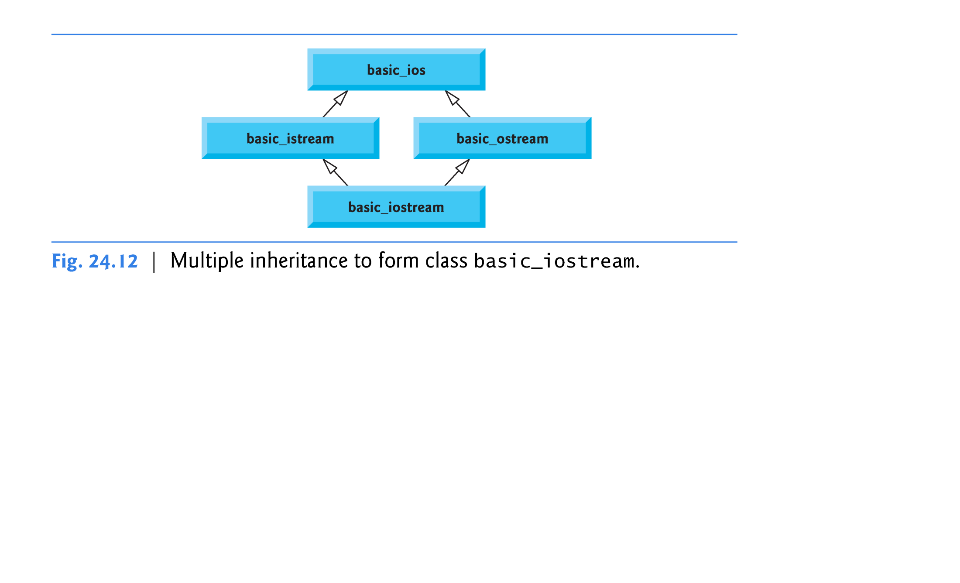 basic_ios
basic_istream basic_ostream
basic_iostream
Fig. 24.12 | Multiple inheritance to form class basic_iostream.